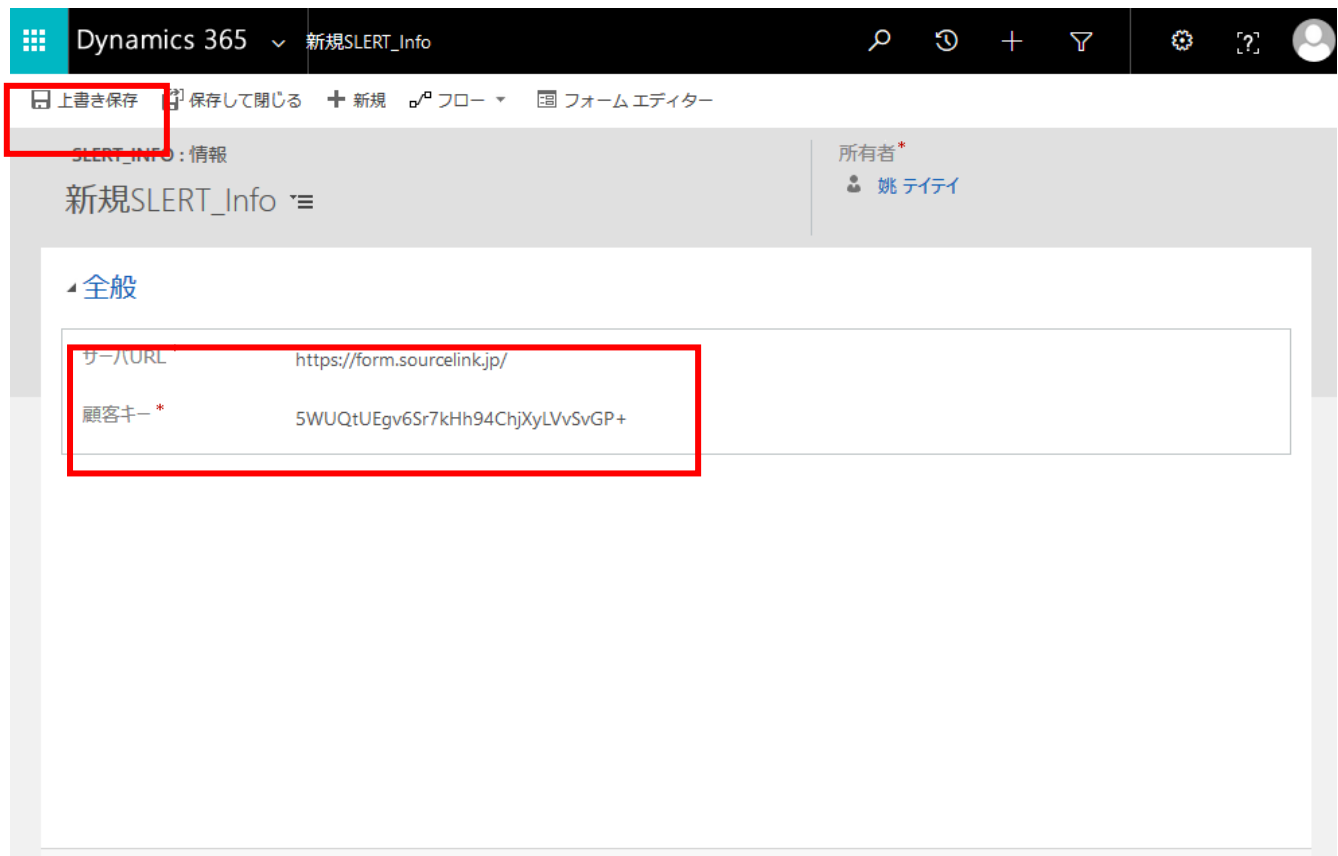 Dynamics 365 新規SLERT_Info
上書き保存 保存して閉じる 新規 フロー フォーム エディター
SLERT_INFO : 情報
所有者*
新規SLERT_Info
姚 テイテイ
全般
サーバURL https://form.sourcelink.jp/
顧客キー* 5WUQtUEgv6Sr7kHh94ChjXyLVvSvGP+